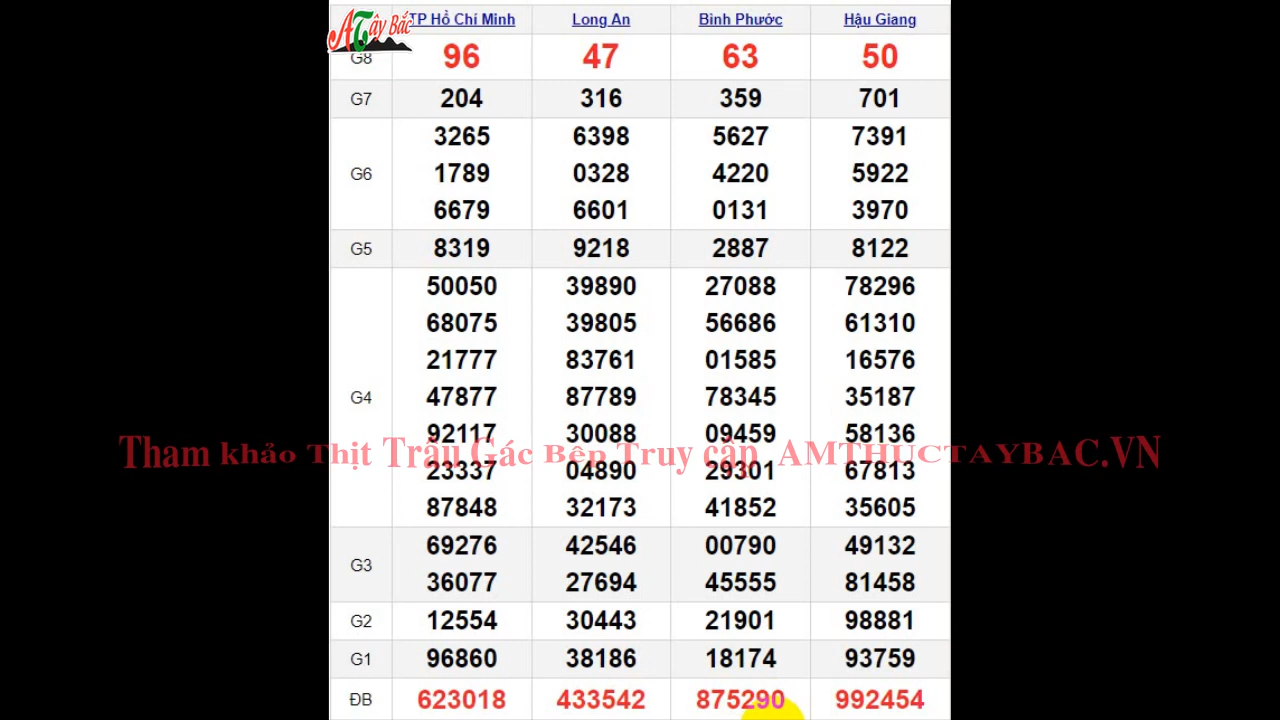 A Tây Bắc
TP Hồ Chí Minh Long An Bình Phước Hậu Giang
G8 96 47 63 50
G7 204 316 359 701
3265 6398 5627 7391
G6 1789 0328 4220 5922
6679 6601 0131 3970
G5 8319 9218 2887 8122
50050 39890 27088 78296
68075 39805 56686 61310
21777 83761 01585 16576
G4 47877 87789 78345 35187
92117 30088 09459 58136
Tham khảo Thịt Trâu Gác Bếp Truy cập AMTHUCTAYBAC.VN
23337 04890 29301 67813
87848 32173 41852 35605
69276 42546 00790 49132
G3
36077 27694 45555 81458
G2 12554 30443 21901 98881
G1 96860 38186 18174 93759
ĐB 623018 433542 875290 992454